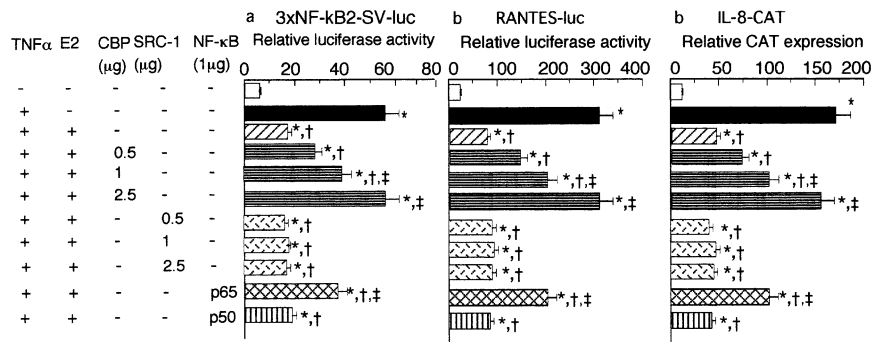 a 3xNF-kB2-SV-luc b RANTES-luc b IL-8-CAT
TNFα E2 CBP SRC-1 NF-κB Relative luciferase activity Relative luciferase activity Relative CAT expression
(μg) (μg) (1μg) 0 20 40 60 80 0 100 200 300 400 0 50 100 150 200
- - - - -
+ - - - - * * *
+ + - - - *,† *,† *,†
+ + 0.5 - - *,† *,† *,†
+ + 1 - - *,†,‡ *,†,‡ *,†,‡
+ + 2.5 - - *,‡ *,‡ *,‡
+ + - 0.5 - *,† *,† *,†
+ + - 1 - *,† *,† *,†
+ + - 2.5 - *,† *,† *,†
+ + - - p65 *,†,‡ *,†,‡ *,†,‡
+ + - - p50 *,† *,† *,†